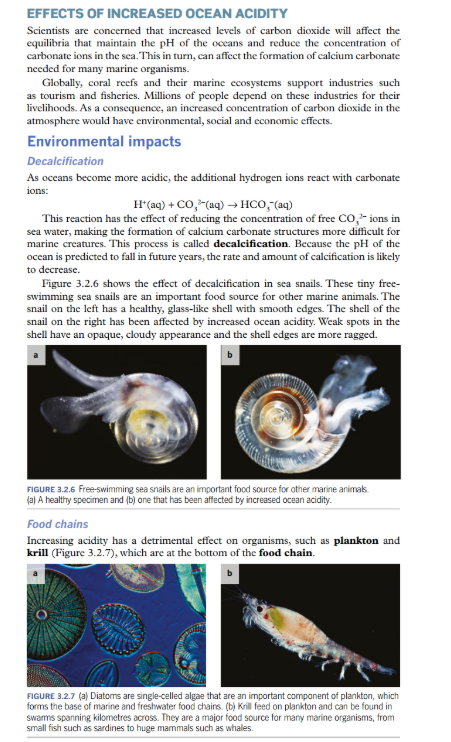 EFFECTS OF INCREASED OCEAN ACIDITY
Scientists are concerned that increased levels of carbon dioxide will affect the
equilibria that maintain the pH of the oceans and reduce the concentration of
carbonate ions in the sea. This in turn, can affect the formation of calcium carbonate
needed for many marine organisms.
Globally, coral reefs and their marine ecosystems support industries such
as tourism and fisheries. Millions of people depend on these industries for their
livelihoods. As a consequence, an increased concentration of carbon dioxide in the
atmosphere would have environmental, social and economic effects.
Environmental impacts
Decalcification
As oceans become more acidic, the additional hydrogen ions react with carbonate
ions:
H⁺(aq) + CO₃²⁻(aq) → HCO₃⁻(aq)
This reaction has the effect of reducing the concentration of free CO₃²⁻ ions in
sea water, making the formation of calcium carbonate structures more difficult for
marine creatures. This process is called decalcification. Because the pH of the
ocean is predicted to fall in future years, the rate and amount of calcification is likely
to decrease.
Figure 3.2.6 shows the effect of decalcification in sea snails. These tiny free-
swimming sea snails are an important food source for other marine animals. The
snail on the left has a healthy, glass-like shell with smooth edges. The shell of the
snail on the right has been affected by increased ocean acidity. Weak spots in the
shell have an opaque, cloudy appearance and the shell edges are more ragged.
a
b
FIGURE 3.2.6 Free-swimming sea snails are an important food source for other marine animals.
(a) A healthy specimen and (b) one that has been affected by increased ocean acidity.
Food chains
Increasing acidity has a detrimental effect on organisms, such as plankton and
krill (Figure 3.2.7), which are at the bottom of the food chain.
a
b
FIGURE 3.2.7 (a) Diatoms are single-celled algae that are an important component of plankton, which
forms the base of marine and freshwater food chains. (b) Krill feed on plankton and can be found in
swarms spanning kilometres across. They are a major food source for many marine organisms, from
small fish such as sardines to huge mammals such as whales.